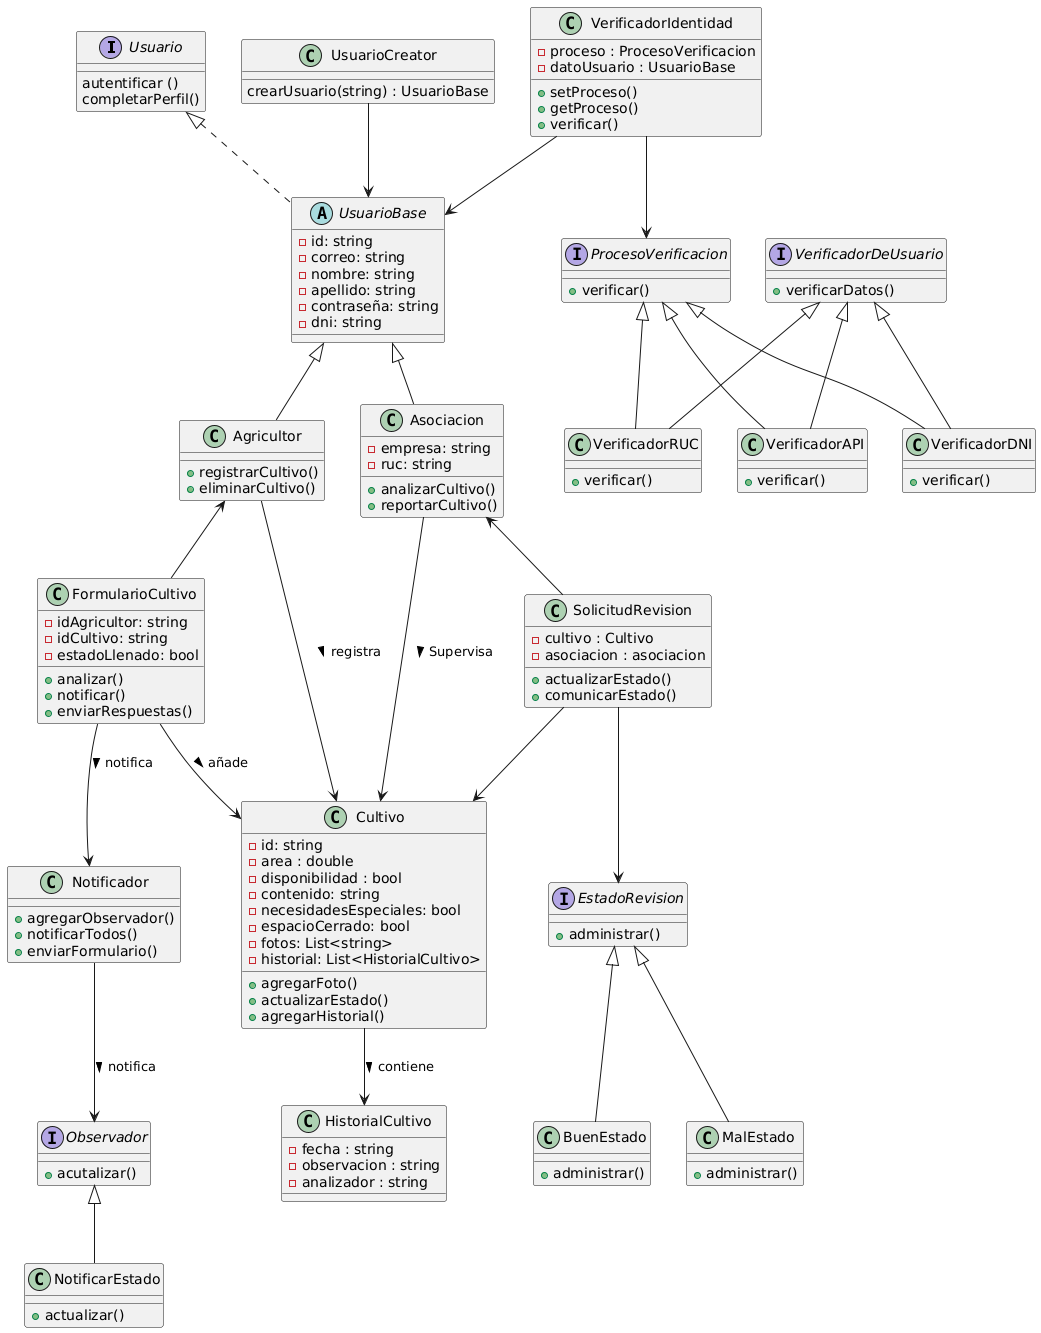 I Usuario
autentificar ()
completarPerfil()
C UsuarioCreator
crearUsuario(string) : UsuarioBase
C VerificadorIdentidad
proceso : ProcesoVerificacion
datoUsuario : UsuarioBase
setProceso()
getProceso()
verificar()
A UsuarioBase
id: string
correo: string
nombre: string
apellido: string
contraseña: string
dni: string
I ProcesoVerificacion
verificar()
I VerificadorDeUsuario
verificarDatos()
C Agricultor
registrarCultivo()
eliminarCultivo()
C Asociacion
empresa: string
ruc: string
analizarCultivo()
reportarCultivo()
C VerificadorRUC
verificar()
C VerificadorAPI
verificar()
C VerificadorDNI
verificar()
C FormularioCultivo
idAgricultor: string
idCultivo: string
estadoLlenado: bool
analizar()
notificar()
enviarRespuestas()
registra
Supervisa
C SolicitudRevision
cultivo : Cultivo
asociacion : asociacion
actualizarEstado()
comunicarEstado()
notifica
añade
C Notificador
agregarObservador()
notificarTodos()
enviarFormulario()
C Cultivo
id: string
area : double
disponibilidad : bool
contenido: string
necesidadesEspeciales: bool
espacioCerrado: bool
fotos: List<string>
historial: List<HistorialCultivo>
agregarFoto()
actualizarEstado()
agregarHistorial()
I EstadoRevision
administrar()
notifica
contiene
I Observador
acutalizar()
C HistorialCultivo
fecha : string
observacion : string
analizador : string
C BuenEstado
administrar()
C MalEstado
administrar()
C NotificarEstado
actualizar()